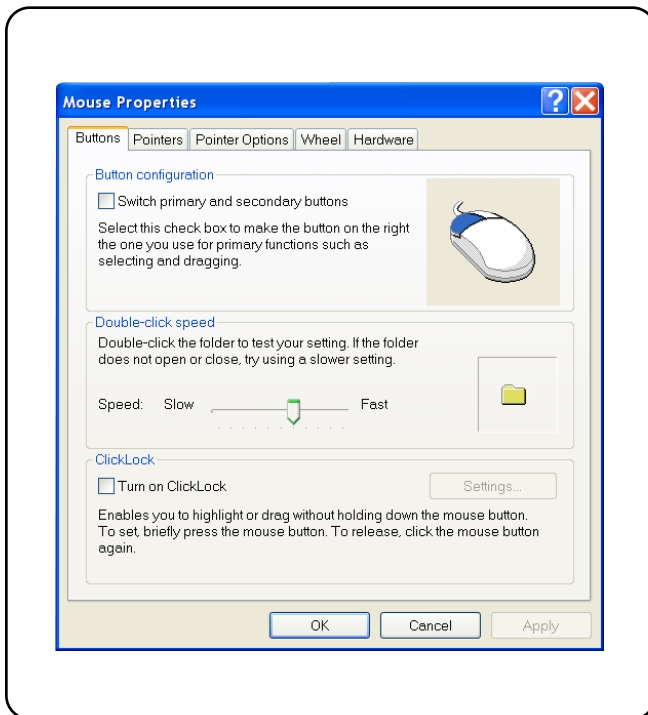 Mouse Properties
Buttons Pointers Pointer Options Wheel Hardware
Button configuration
Switch primary and secondary buttons
Select this check box to make the button on the right
the one you use for primary functions such as
selecting and dragging.
Double-click speed
Double-click the folder to test your setting. If the folder
does not open or close, try using a slower setting.
Speed: Slow Fast
ClickLock
Turn on ClickLock Settings...
Enables you to highlight or drag without holding down the mouse button.
To set, briefly press the mouse button. To release, click the mouse button
again.
OK Cancel Apply